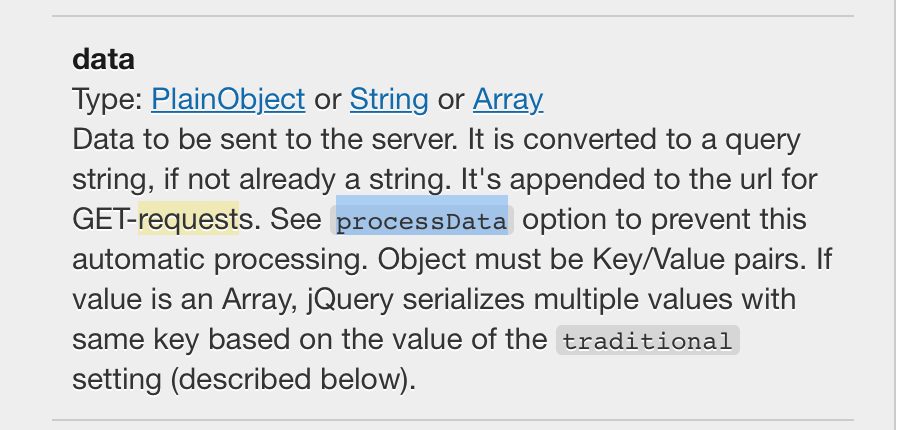 data
Type: PlainObject or String or Array
Data to be sent to the server. It is converted to a query
string, if not already a string. It's appended to the url for
GET-requests. See processData option to prevent this
automatic processing. Object must be Key/Value pairs. If
value is an Array, jQuery serializes multiple values with
same key based on the value of the traditional
setting (described below).